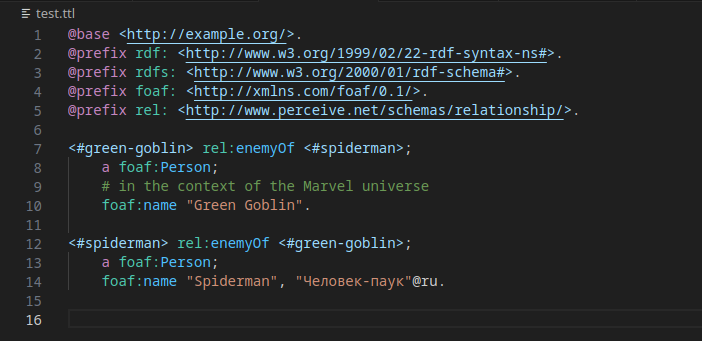 test.ttl
1 @base <http://example.org/>.
2 @prefix rdf: <http://www.w3.org/1999/02/22-rdf-syntax-ns#>.
3 @prefix rdfs: <http://www.w3.org/2000/01/rdf-schema#>.
4 @prefix foaf: <http://xmlns.com/foaf/0.1/>.
5 @prefix rel: <http://www.perceive.net/schemas/relationship/>.
6
7 <#green-goblin> rel:enemyOf <#spiderman>;
8     a foaf:Person;
9     # in the context of the Marvel universe
10     foaf:name "Green Goblin".
11
12 <#spiderman> rel:enemyOf <#green-goblin>;
13     a foaf:Person;
14     foaf:name "Spiderman", "Человек-паук"@ru.
15
16